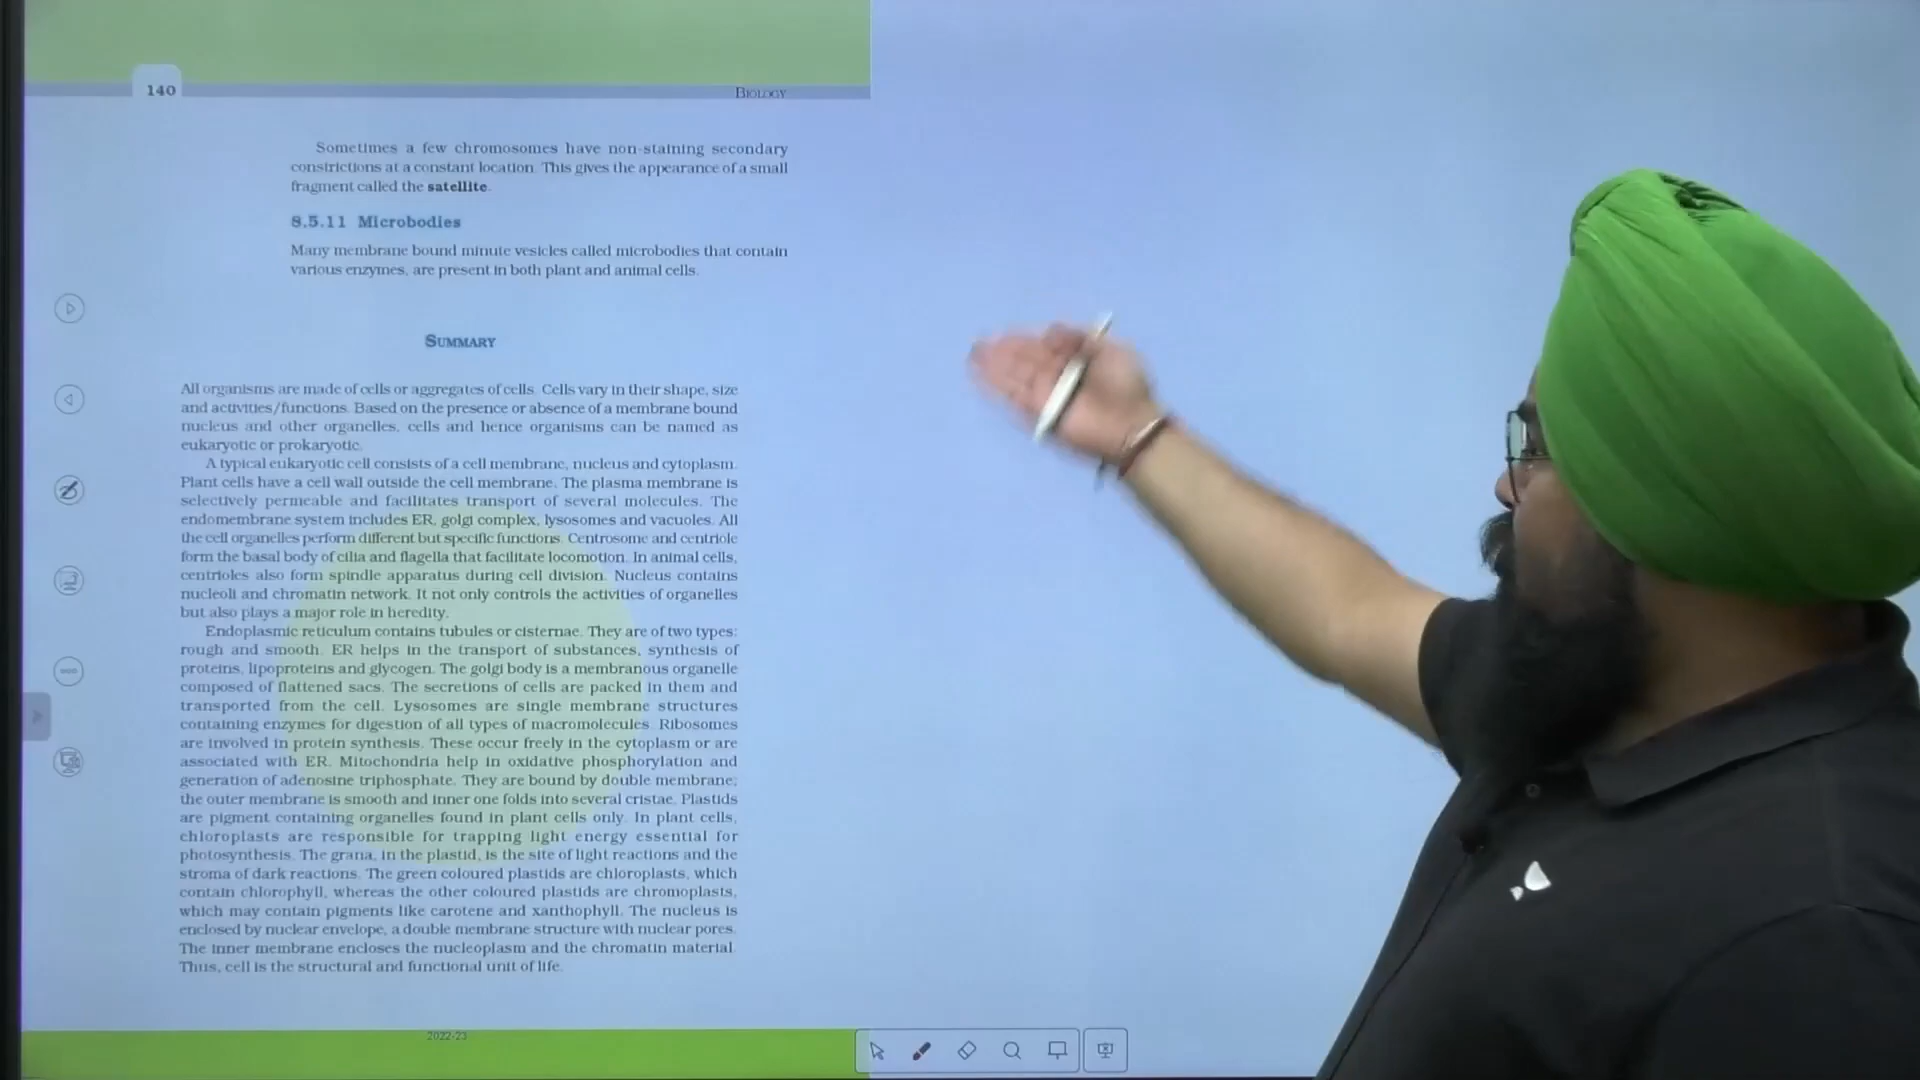 140
BIOLOGY
Sometimes a few chromosomes have non-staining secondary
constrictions at a constant location. This gives the appearance of a small
fragment called the satellite.
8.5.11 Microbodies
Many membrane bound minute vesicles called microbodies that contain
various enzymes, are present in both plant and animal cells.
SUMMARY
All organisms are made of cells or aggregates of cells. Cells vary in their shape, size
and activities/functions. Based on the presence or absence of a membrane bound
nucleus and other organelles, cells and hence organisms can be named as
eukaryotic or prokaryotic.
A typical eukaryotic cell consists of a cell membrane, nucleus and cytoplasm.
Plant cells have a cell wall outside the cell membrane. The plasma membrane is
selectively permeable and facilitates transport of several molecules. The
endomembrane system includes ER, golgi complex, lysosomes and vacuoles. All
the cell organelles perform different but specific functions. Centrosome and centriole
form the basal body of cilia and flagella that facilitate locomotion. In animal cells,
centrioles also form spindle apparatus during cell division. Nucleus contains
nucleoli and chromatin network. It not only controls the activities of organelles
but also plays a major role in heredity.
Endoplasmic reticulum contains tubules or cisternae. They are of two types:
rough and smooth. ER helps in the transport of substances, synthesis of
proteins, lipoproteins and glycogen. The golgi body is a membranous organelle
composed of flattened sacs. The secretions of cells are packed in them and
transported from the cell. Lysosomes are single membrane structures
containing enzymes for digestion of all types of macromolecules. Ribosomes
are involved in protein synthesis. These occur freely in the cytoplasm or are
associated with ER. Mitochondria help in oxidative phosphorylation and
generation of adenosine triphosphate. They are bound by double membrane;
the outer membrane is smooth and inner one folds into several cristae. Plastids
are pigment containing organelles found in plant cells only. In plant cells,
chloroplasts are responsible for trapping light energy essential for
photosynthesis. The grana, in the plastid, is the site of light reactions and the
stroma of dark reactions. The green coloured plastids are chloroplasts, which
contain chlorophyll, whereas the other coloured plastids are chromoplasts,
which may contain pigments like carotene and xanthophyll. The nucleus is
enclosed by nuclear envelope, a double membrane structure with nuclear pores.
The inner membrane encloses the nucleoplasm and the chromatin material.
Thus, cell is the structural and functional unit of life.
2022-23